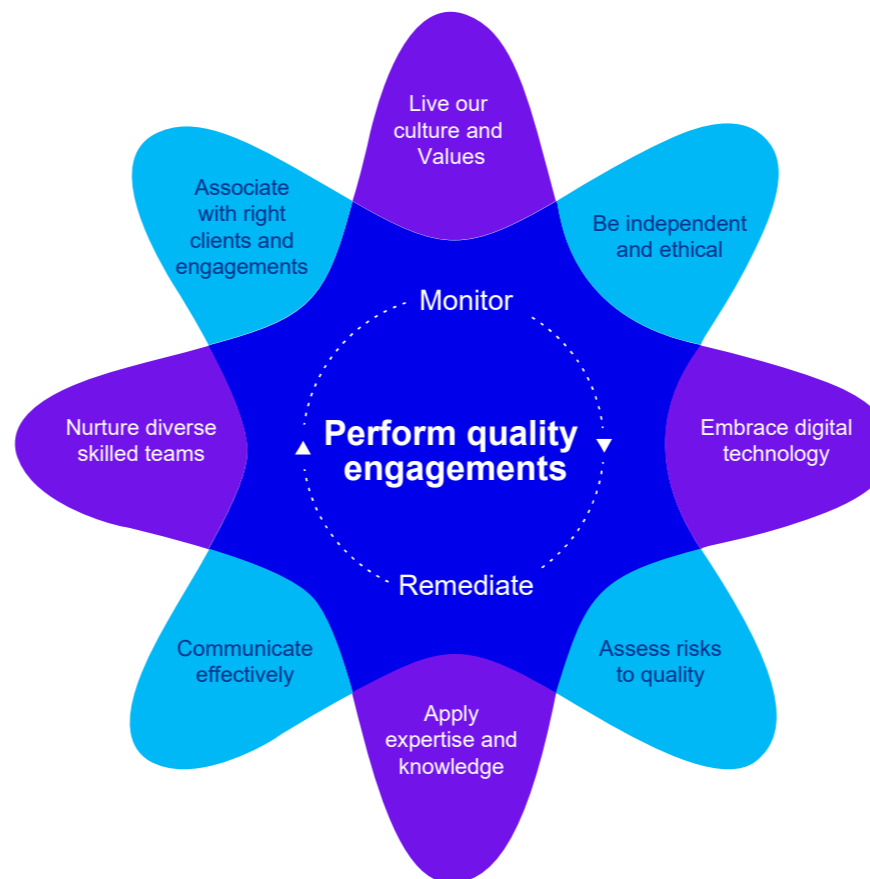 Live our
culture and
Values
Associate
with right
clients and
engagements
Be independent
and ethical
Monitor
Nurture diverse
skilled teams
Perform quality
engagements
Embrace digital
technology
Remediate
Communicate
effectively
Assess risks
to quality
Apply
expertise and
knowledge